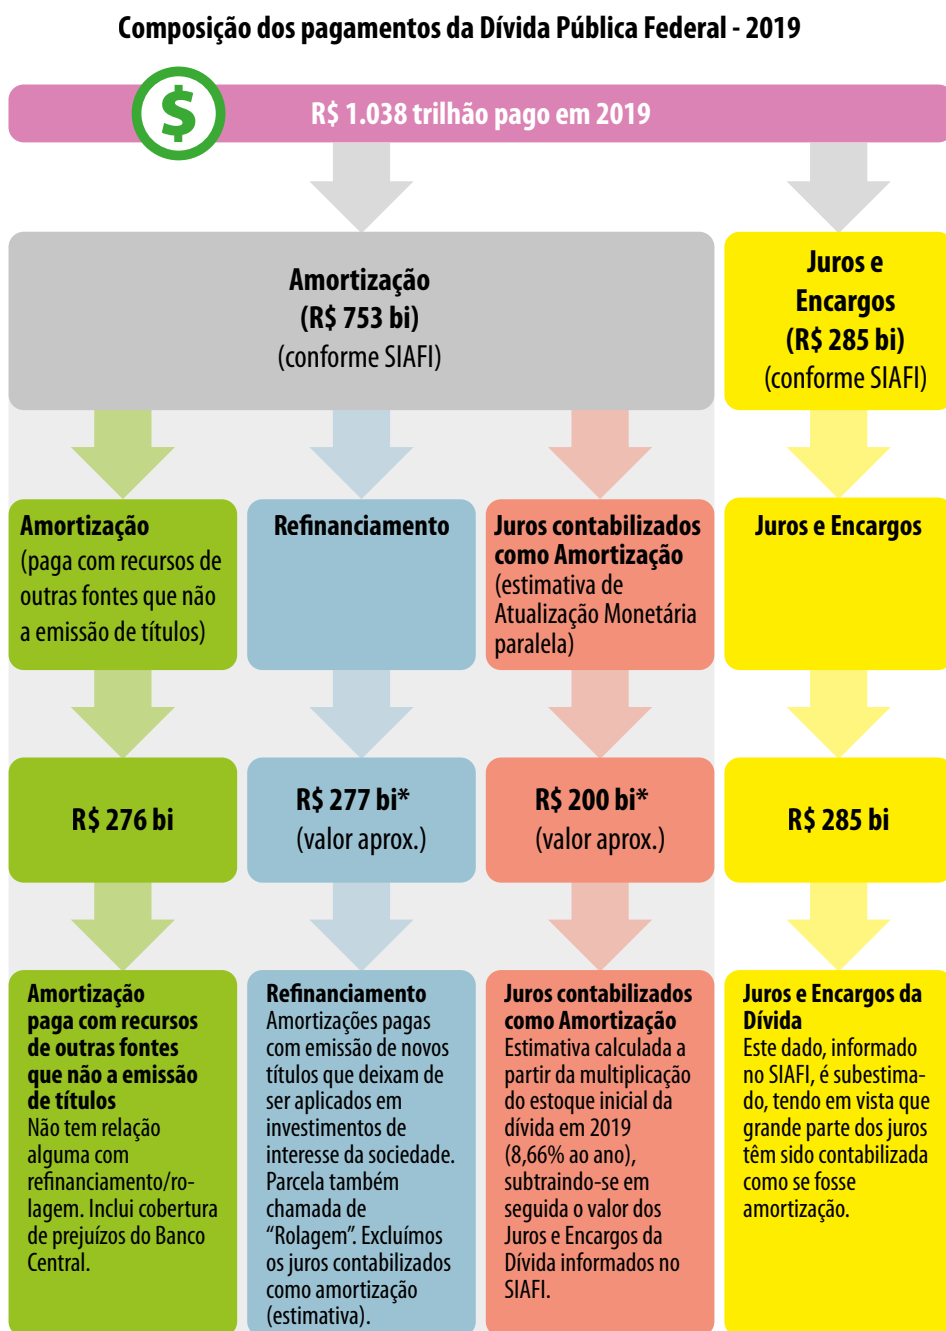 Composição dos pagamentos da Dívida Pública Federal - 2019
$
R$ 1.038 trilhão pago em 2019
Amortização
(R$ 753 bi)
(conforme SIAFI)
Juros e
Encargos
(R$ 285 bi)
(conforme SIAFI)
Amortização
(paga com recursos de
outras fontes que não
a emissão de títulos)
Refinanciamento
Juros contabilizados
como Amortização
(estimativa de
Atualização Monetária
paralela)
Juros e Encargos
R$ 276 bi
R$ 277 bi*
(valor aprox.)
R$ 200 bi*
(valor aprox.)
R$ 285 bi
Amortização
paga com recursos
de outras fontes
que não a emissão
de títulos
Não tem relação
alguma com
refinanciamento/ro-
lagem. Inclui cobertura
de prejuízos do Banco
Central.
Refinanciamento
Amortizações pagas
com emissão de novos
títulos que deixam de
ser aplicados em
investimentos de
interesse da sociedade.
Parcela também
chamada de
“Rolagem”. Excluímos
os juros contabilizados
como amortização
(estimativa).
Juros contabilizados
como Amortização
Estimativa calculada a
partir da multiplicação
do estoque inicial da
dívida em 2019
(8,66% ao ano),
subtraindo-se em
seguida o valor dos
Juros e Encargos da
Dívida informados no
SIAFI.
Juros e Encargos da
Dívida
Este dado, informado
no SIAFI, é subestima-
do, tendo em vista que
grande parte dos juros
têm sido contabilizada
como se fosse
amortização.